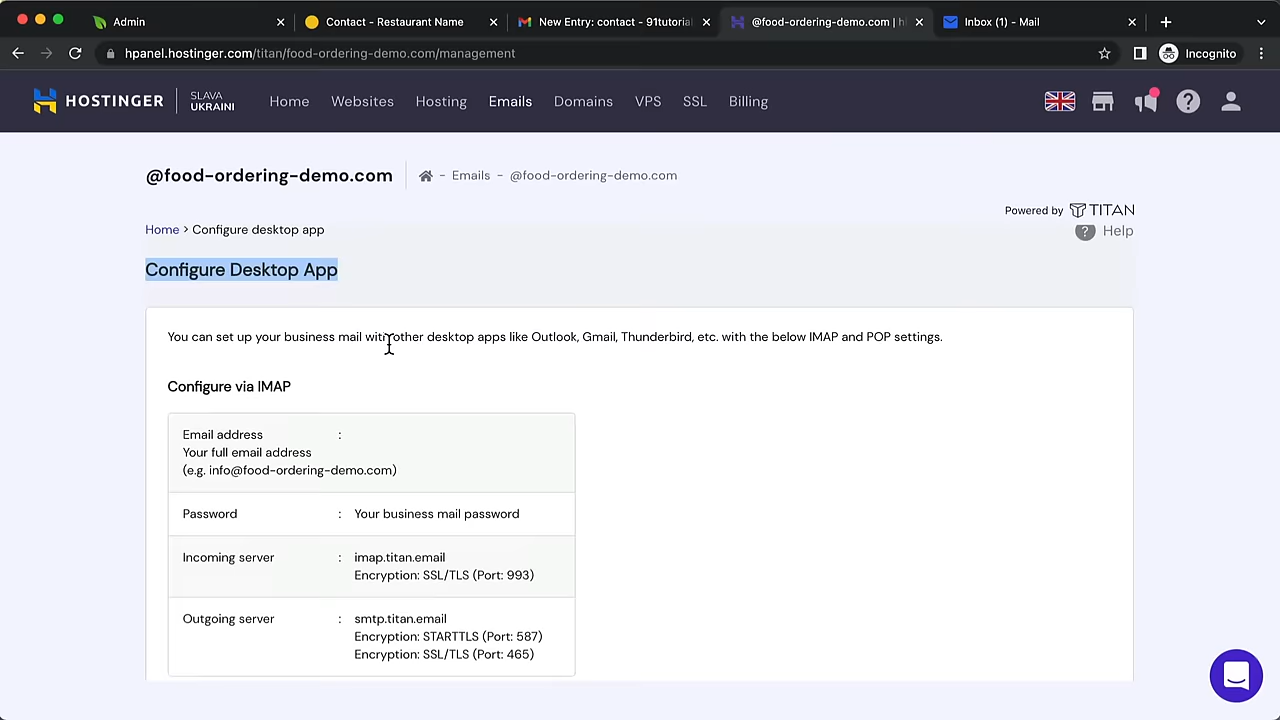 Admin
Contact - Restaurant Name
New Entry: contact - 91tutorial
@food-ordering-demo.com | h
Inbox (1) - Mail
hpanel.hostinger.com/titan/food-ordering-demo.com/management
Incognito
HOSTINGER
SLAVA
UKRAINI
Home
Websites
Hosting
Emails
Domains
VPS
SSL
Billing
@food-ordering-demo.com
- Emails - @food-ordering-demo.com
Powered by TITAN
Home > Configure desktop app
? Help
Configure Desktop App
You can set up your business mail with other desktop apps like Outlook, Gmail, Thunderbird, etc. with the below IMAP and POP settings.
Configure via IMAP
Email address :
Your full email address
(e.g. info@food-ordering-demo.com)
Password : Your business mail password
Incoming server : imap.titan.email
Encryption: SSL/TLS (Port: 993)
Outgoing server : smtp.titan.email
Encryption: STARTTLS (Port: 587)
Encryption: SSL/TLS (Port: 465)